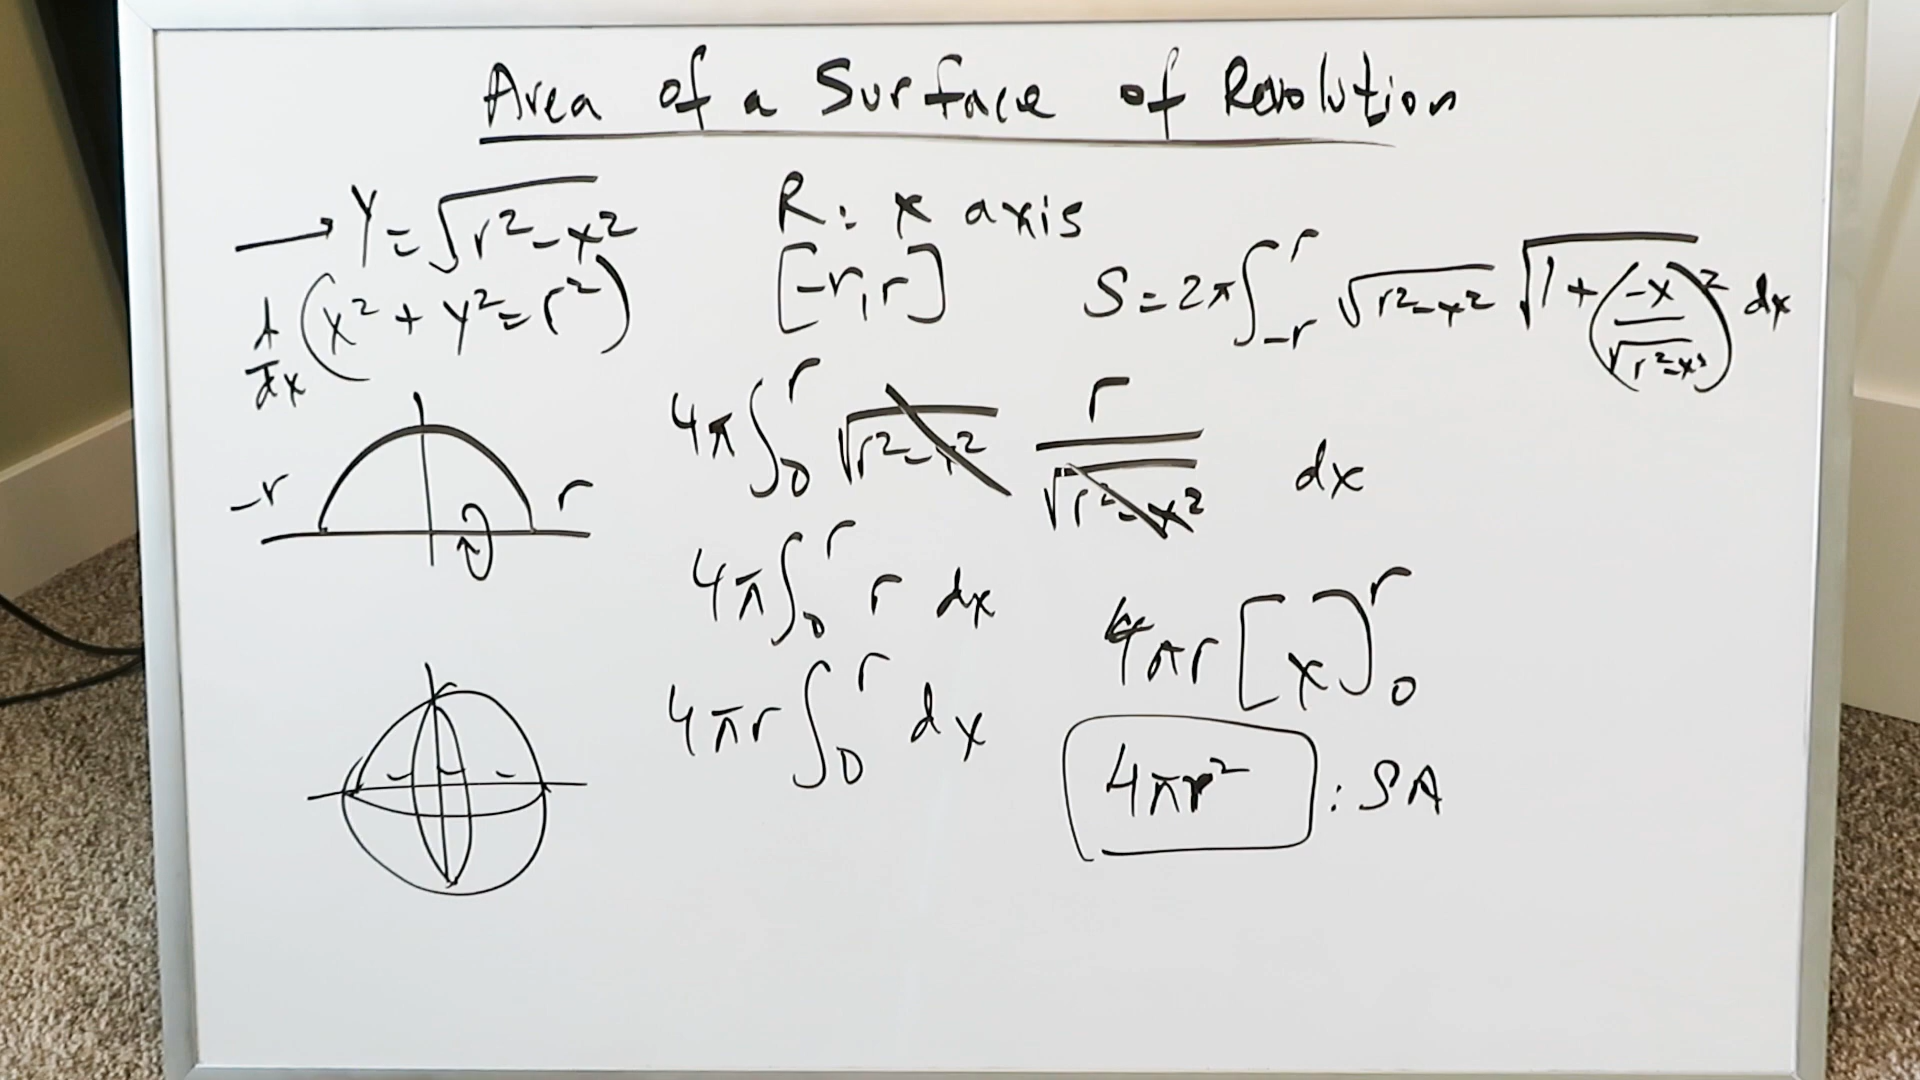 Area of a Surface of Revolution
Y = √(r² - x²)
d/dx (x² + y² = r²)
-r r
R: x axis
[-r, r]
S = 2π ∫_{-r}^{r} √(r² - x²) √(1 + (-x/√(r² - x²))²) dx
4π ∫_0^r √(r² - x²) r/√(r² - x²) dx
4π ∫_0^r r dx
4πr ∫_0^r dx
4πr [x]_0^r
4πr² : SA